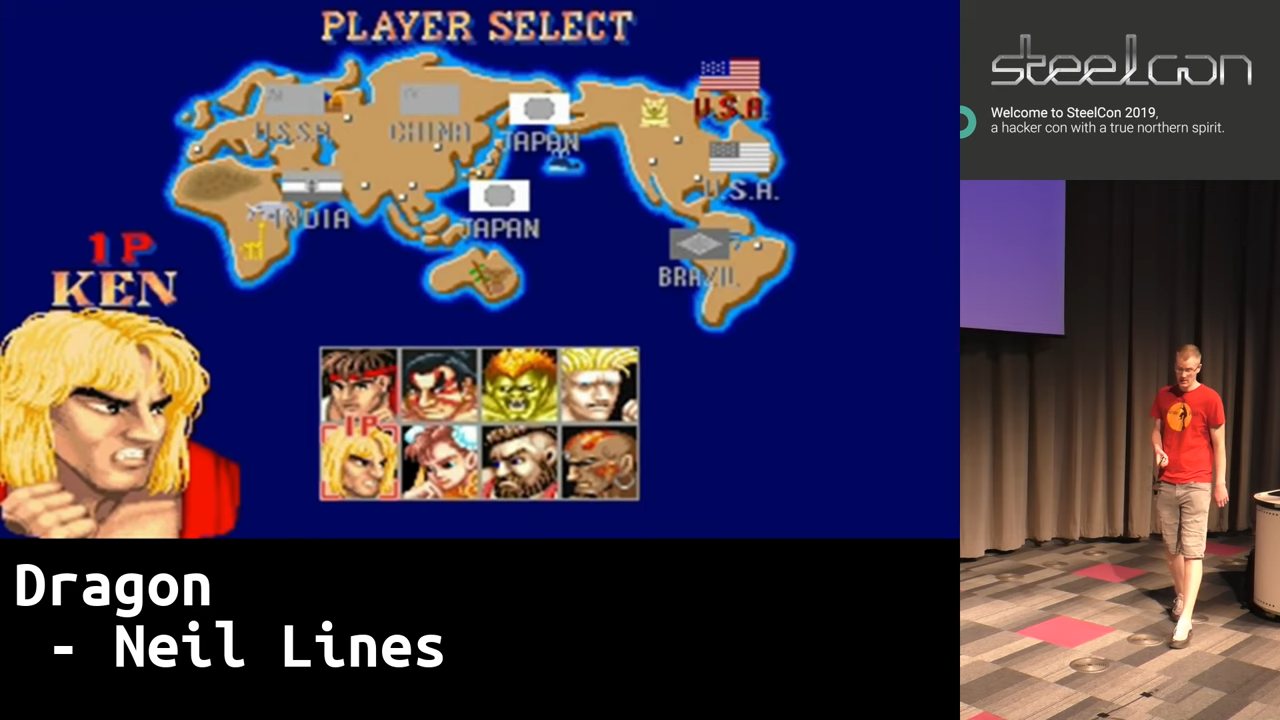 PLAYER SELECT
U.S.A.
U.S.S.R
CHINA
JAPAN
U.S.A.
INDIA
JAPAN
BRAZIL
1P
KEN
1P
Dragon
- Neil Lines
steelcon
Welcome to SteelCon 2019,
a hacker con with a true northern spirit.